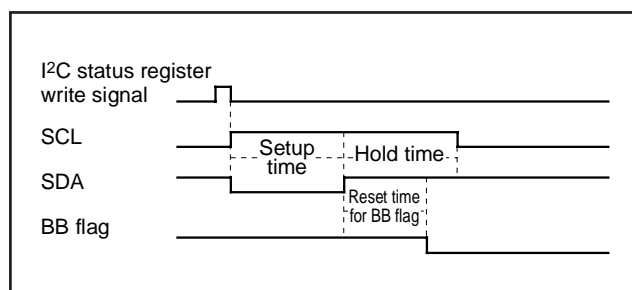 I2C status register
write signal
SCL
Setup
time
Hold time
SDA
Reset time
for BB flag
BB flag